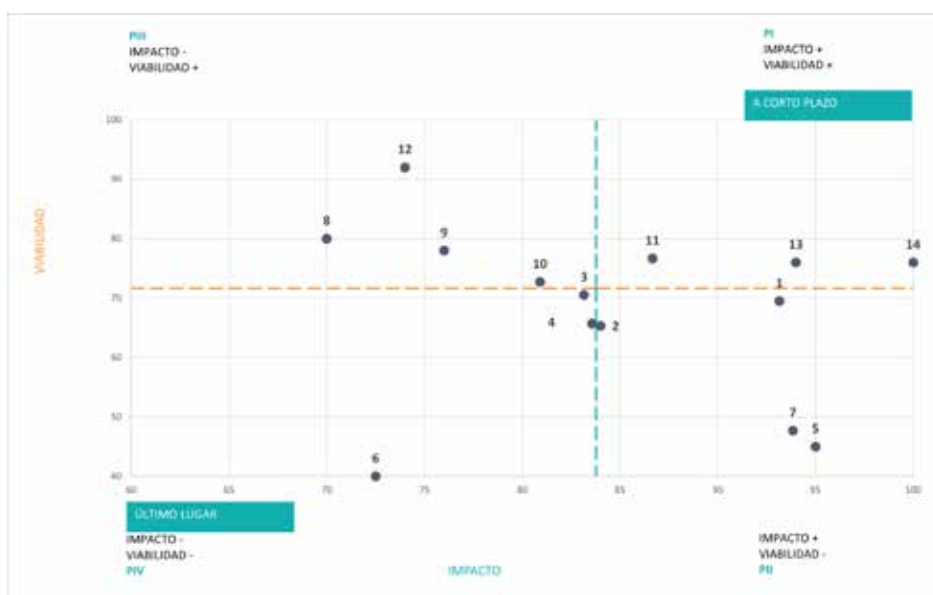 PIII
IMPACTO -
VIABILIDAD +
PI
IMPACTO +
VIABILIDAD +
A CORTO PLAZO
VIABILIDAD
100
90
80
70
60
50
40
12
8
9
10
3
4
2
11
13
14
1
7
5
6
60
65
70
75
80
85
90
95
100
ÚLTIMO LUGAR
IMPACTO -
VIABILIDAD -
PIV
IMPACTO
IMPACTO +
VIABILIDAD -
PII